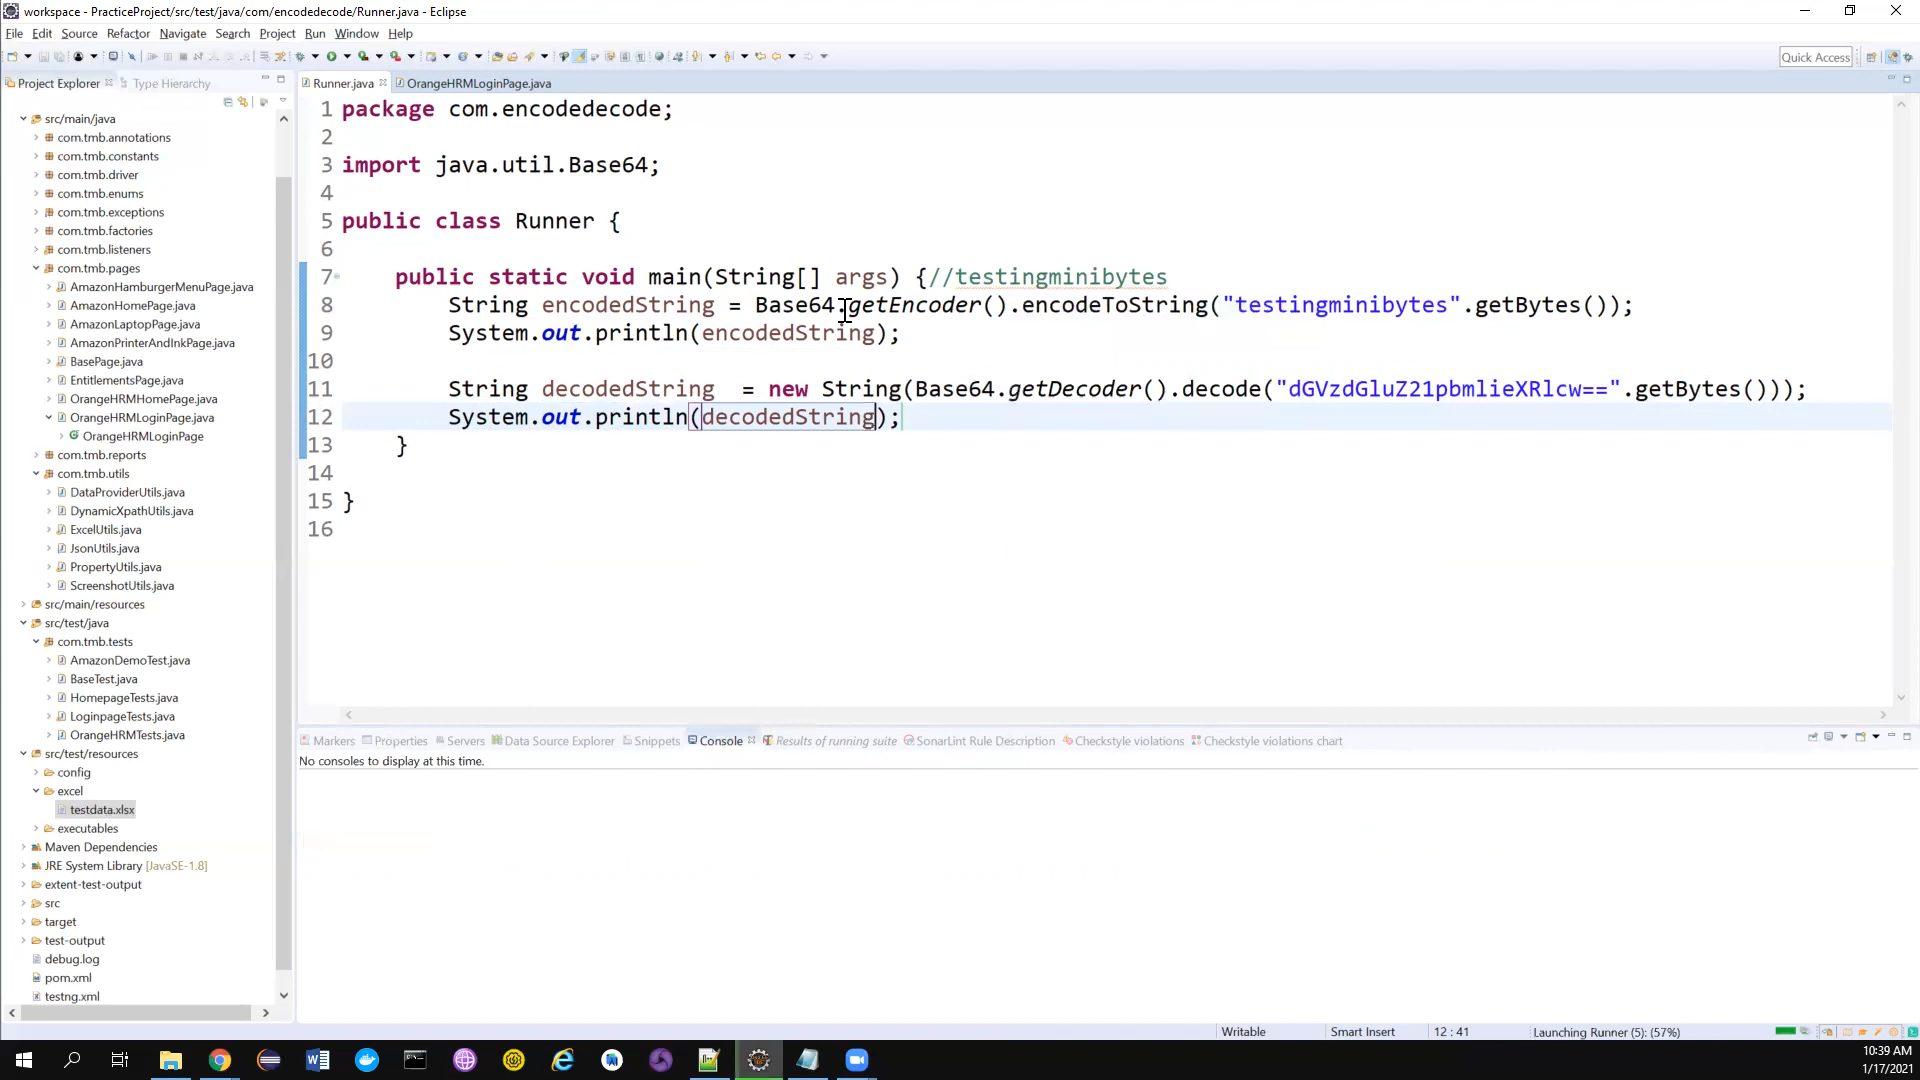 workspace - PracticeProject/src/test/java/com/encodedecode/Runner.java - Eclipse
File Edit Source Refactor Navigate Search Project Run Window Help
Quick Access
Project Explorer Type Hierarchy
Runner.java OrangeHRMLoginPage.java
src/main/java
com.tmb.annotations
com.tmb.constants
com.tmb.driver
com.tmb.enums
com.tmb.exceptions
com.tmb.factories
com.tmb.listeners
com.tmb.pages
AmazonHamburgerMenuPage.java
AmazonHomePage.java
AmazonLaptopPage.java
AmazonPrinterAndInkPage.java
BasePage.java
EntitlementsPage.java
OrangeHRMHomePage.java
OrangeHRMLoginPage.java
OrangeHRMLoginPage
com.tmb.reports
com.tmb.utils
DataProviderUtils.java
DynamicXpathUtils.java
ExcelUtils.java
JsonUtils.java
PropertyUtils.java
ScreenshotUtils.java
src/main/resources
src/test/java
com.tmb.tests
AmazonDemoTest.java
BaseTest.java
HomepageTests.java
LoginpageTests.java
OrangeHRMTests.java
src/test/resources
config
excel
testdata.xlsx
executables
Maven Dependencies
JRE System Library [JavaSE-1.8]
extent-test-output
src
target
test-output
debug.log
pom.xml
testng.xml
1 package com.encodedecode;
2
3 import java.util.Base64;
4
5 public class Runner {
6
7 public static void main(String[] args) {//testingminibytes
8 String encodedString = Base64.getEncoder().encodeToString("testingminibytes".getBytes());
9 System.out.println(encodedString);
10
11 String decodedString  = new String(Base64.getDecoder().decode("dGVzdGluZ21pbmlieXRlcw==".getBytes()));
12 System.out.println(decodedString);
13 }
14
15 }
16
Markers Properties Servers Data Source Explorer Snippets Console Results of running suite SonarLint Rule Description Checkstyle violations Checkstyle violations chart
No consoles to display at this time.
Writable Smart Insert 12 : 41 Launching Runner (5): (57%)
10:39 AM
1/17/2021